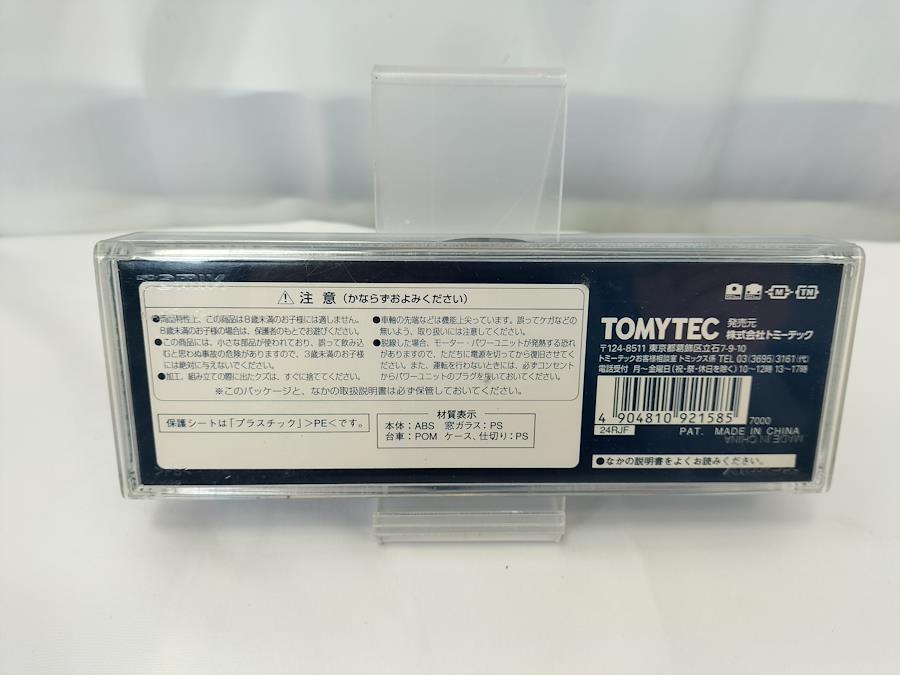 TOMIX
⚠ 注 意 (かならずおよみください)
●商品特性上、この商品は8歳未満のお子様には適しません。
8歳未満のお子様の場合は、保護者のもとでお遊びください。
●この商品には、小さな部品が使われており、誤って飲み込
むと思わぬ事故の危険がありますので、3歳未満のお子様
には絶対に与えないでください。
●加工、組み立ての際に出たクズは、すぐに捨ててください。
●車軸の先端などは機能上尖っています。誤ってケガなどの
無いよう、取り扱いには注意してください。
●脱線した場合、モーター・パワーユニットが発熱する恐れ
がありますので、ただちに電源を切ってから復旧させてく
ださい。また、運転を行わないときには、必ずコンセント
からパワーユニットのプラグを抜いておいてください。
※このパッケージと、なかの取扱説明書は必ず保管しておいてください。
保護シートは「プラスチック」>PE<です。
材質表示
本体:ABS 窓ガラス:PS
台車:POM ケース、仕切り:PS
M TN
TOMYTEC 発売元 株式会社トミーテック
〒124-8511 東京都葛飾区立石7-9-10
トミーテックお客様相談室 トミックス係 TEL 03(3695)3161(代)
電話受付 月〜金曜日(祝・祭・休日を除く)10〜12時 13〜17時
4 904810 921585
7000
24RJF
PAT. MADE IN CHINA
MADE IN CHINA
●なかの説明書をよくお読みください。